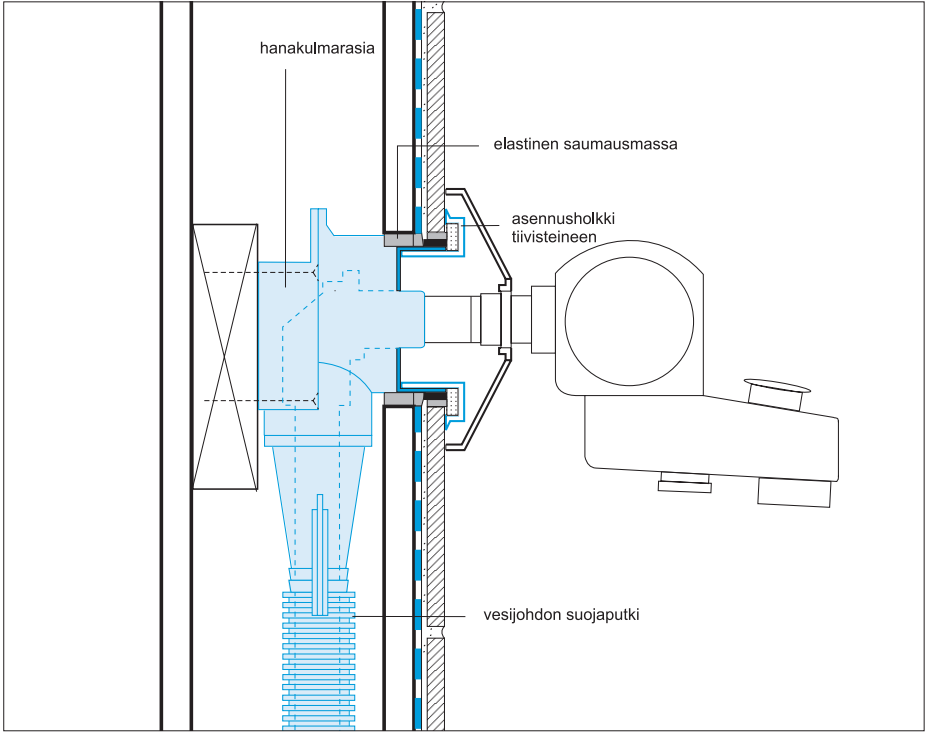 hanakulmarasia
elastinen saumausmassa
asennusholkki
tiivisteineen
vesijohdon suojaputki